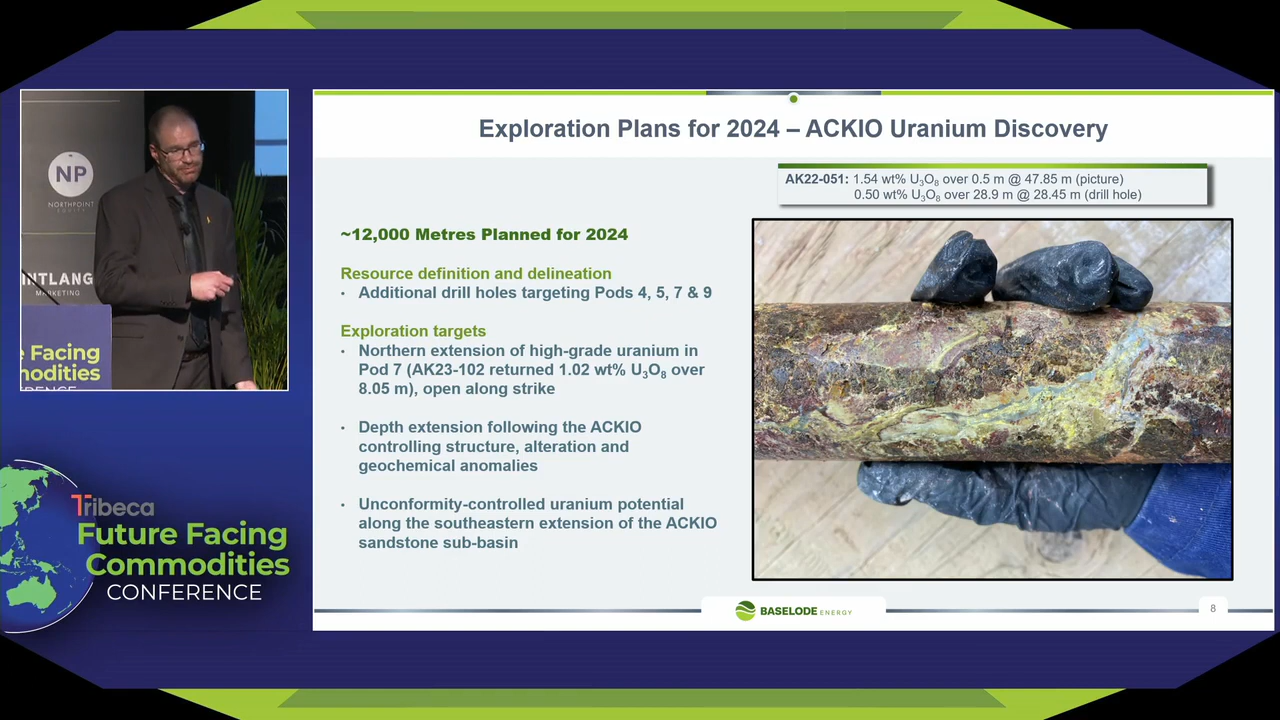 NP
NORTHPOINT
INTLANG
MARKETING
e Facing
modities
Tribeca
Future Facing
Commodities
CONFERENCE
Exploration Plans for 2024 – ACKIO Uranium Discovery
AK22-051: 1.54 wt% U₃O₈ over 0.5 m @ 47.85 m (picture)
0.50 wt% U₃O₈ over 28.9 m @ 28.45 m (drill hole)
~12,000 Metres Planned for 2024
Resource definition and delineation
• Additional drill holes targeting Pods 4, 5, 7 & 9
Exploration targets
• Northern extension of high-grade uranium in
Pod 7 (AK23-102 returned 1.02 wt% U₃O₈ over
8.05 m), open along strike
• Depth extension following the ACKIO
controlling structure, alteration and
geochemical anomalies
• Unconformity-controlled uranium potential
along the southeastern extension of the ACKIO
sandstone sub-basin
BASELODE ENERGY
8